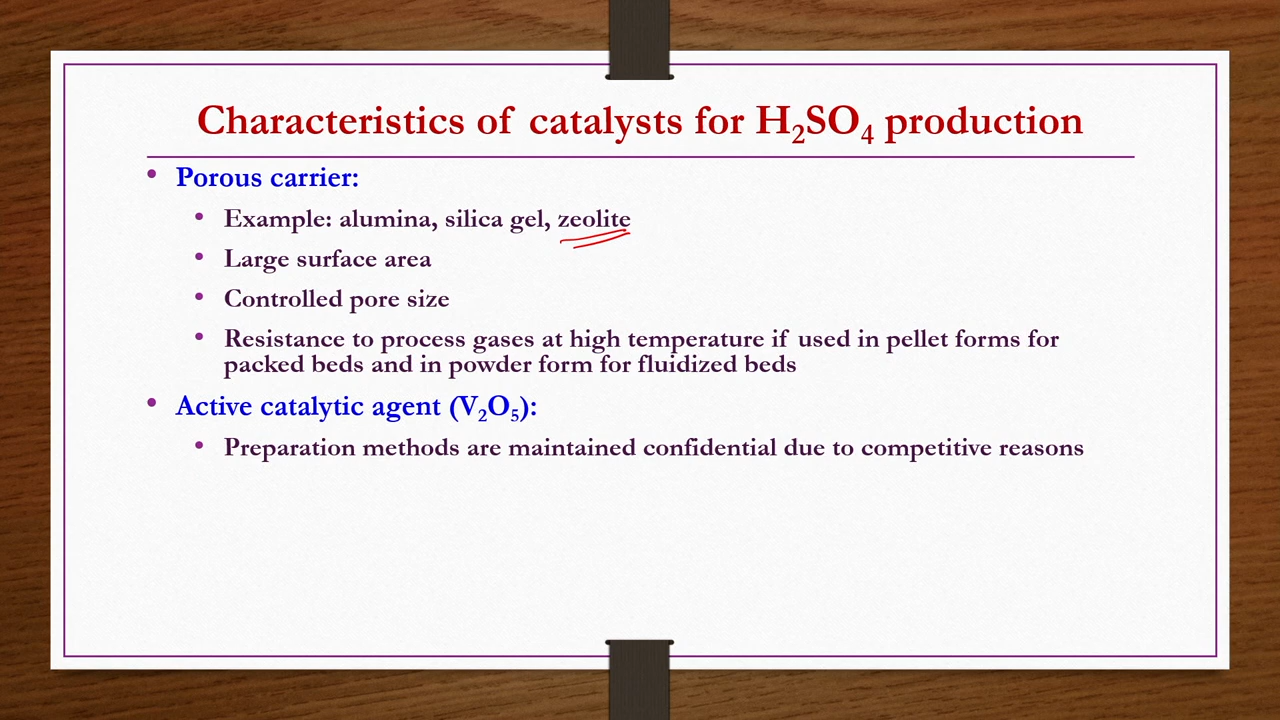 Characteristics of catalysts for H₂SO₄ production
• Porous carrier:
• Example: alumina, silica gel, zeolite
• Large surface area
• Controlled pore size
• Resistance to process gases at high temperature if used in pellet forms for
packed beds and in powder form for fluidized beds
• Active catalytic agent (V₂O₅):
• Preparation methods are maintained confidential due to competitive reasons